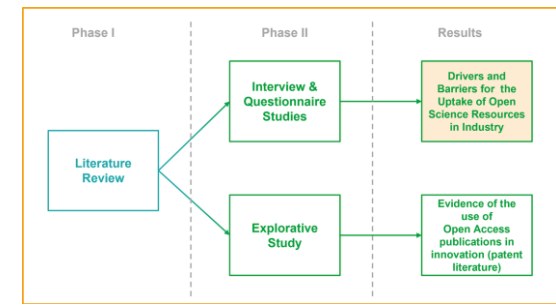 Phase I
Phase II
Results
Literature
Review
Interview &
Questionnaire
Studies
Drivers and
Barriers for the
Uptake of Open
Science Resources
in Industry
Explorative
Study
Evidence of the
use of
Open Access
publications in
innovation (patent
literature)